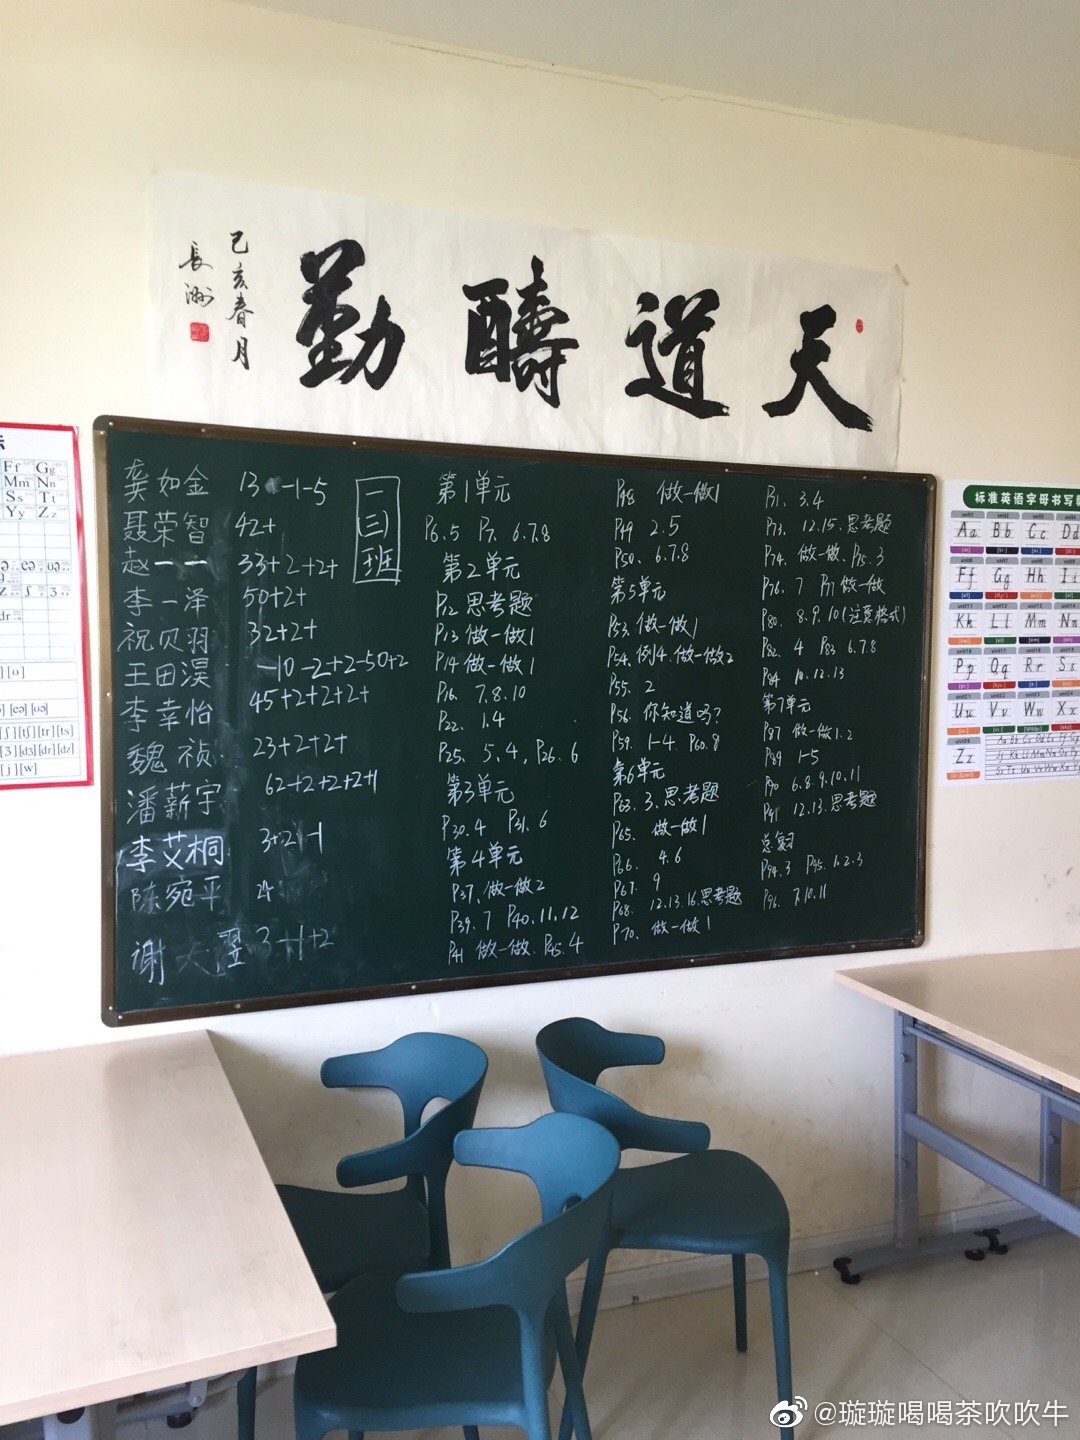 天道酬勤
己亥春月
長洲
龚如金 13 -1-5
聂荣智 42+
赵一一 33+2+2+
李一泽 50+2+
祝贝羽 32+2+
王田淏 -10-2+2-50+2
李幸怡 45+2+2+2+
魏祯 23+2+2+
潘薪宇 62+2+2+2+1
李艾桐 3+2 -1
陈宛平 4
谢天翌 3+1+2
一(三)班
第1单元
P6.5 P7. 6.7.8
第2单元
P12 思考题
P13 做一做1
P14 做一做1
P16. 7.8.10
P22. 1.4
P25. 5.4, P26. 6
第3单元
P30.4 P31.6
第4单元
P37. 做一做2
P39.7 P40.11.12
P41 做一做. P45.4
P48 做一做1
P49 2.5
P50. 6.7.8
第5单元
P53. 做一做1
P54. 例4. 做一做2
P55. 2
P56. 你知道吗?
P59. 1-4. P60.8
第6单元
P63. 3. 思考题
P65. 做一做1
P66. 4.6
P67. 9
P68. 12.13.16.思考题
P70. 做一做1
P71. 3.4
P73. 12.15.思考题
P74. 做一做. P75.3
P76. 7 P77 做一做
P80. 8.9.10(注意格式)
P82. 4 P83 6.7.8
P84 10.12.13
第7单元
P87 做一做1.2
P89 1-5
P90 6.8.9.10.11
P91 12.13.思考题
总复习
P94.3 P95.1.2.3
P96. 7.10.11
Ff Gg
Mm Nn
Ss Tt
Yy Zz
标准英语字母书写
Aa Bb Cc Dd
Ff Gg Hh
Kk Ll Mm Nn
Pp Qq Rr Ss
Uu Vv Ww Xx
Zz
@璇璇喝喝茶吹吹牛